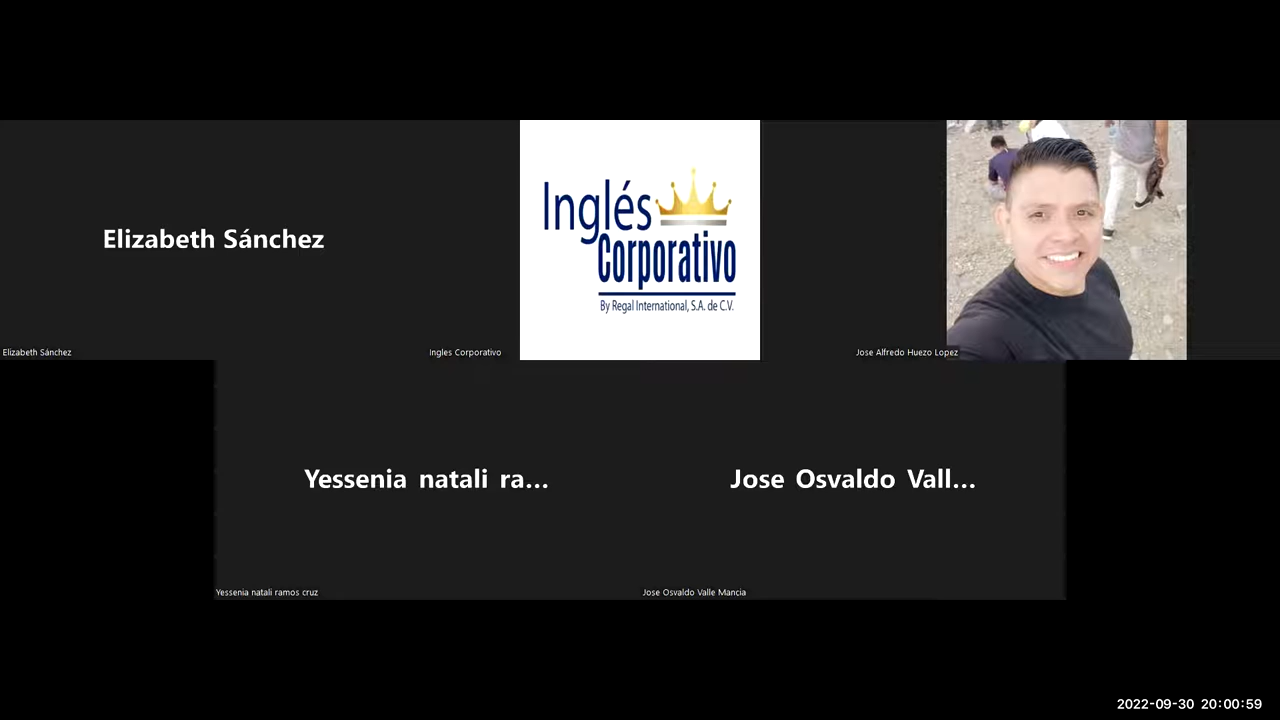 Elizabeth Sánchez
Elizabeth Sánchez
Inglés
Corporativo
By Regal International, S.A. de C.V.
Ingles Corporativo
Jose Alfredo Huezo Lopez
Yessenia natali ra...
Yessenia natali ramos cruz
Jose Osvaldo Vall...
Jose Osvaldo Valle Mancia
2022-09-30 20:00:59